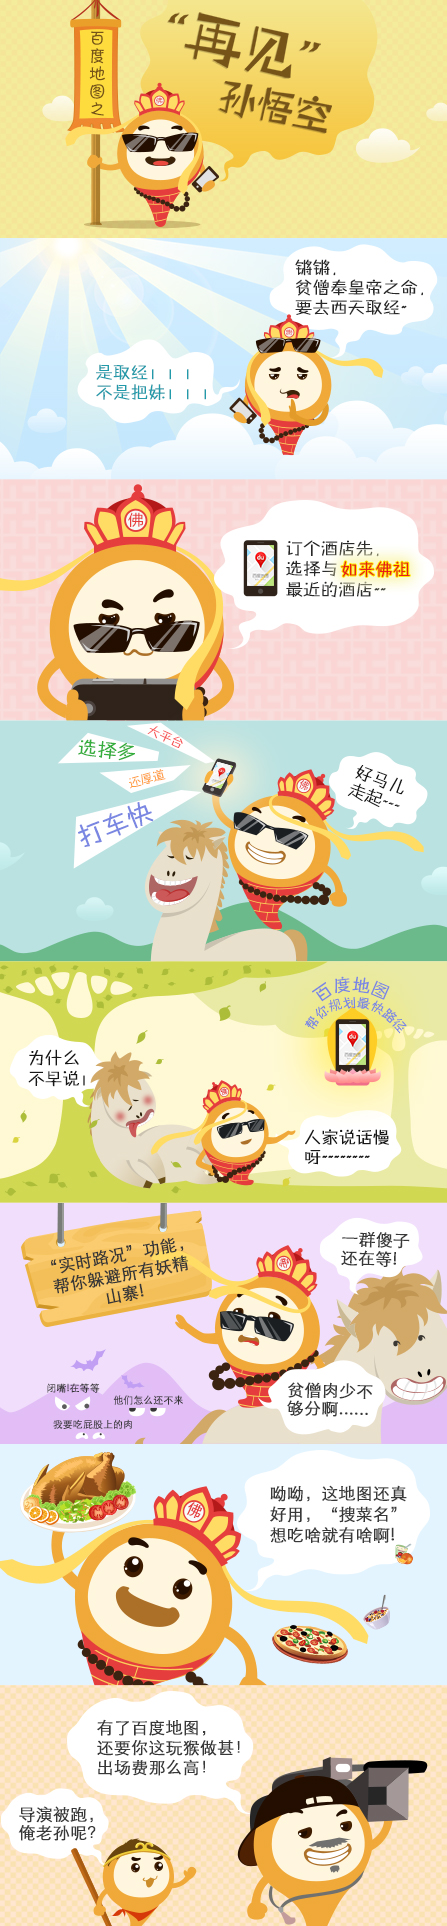 百度地图之
“再见”
孙悟空
锵锵，
贫僧奉皇帝之命，
要去西天取经~
是取经！！！
不是把妹！！！
佛
订个酒店先，
选择与如来佛祖
最近的酒店~~
大平台
选择多
还厚道
打车快
好马儿
走起~~~
百度地图
帮你规划最快路径
为什么
不早说！
人家说话慢
呀~~~~~~~~
“实时路况”功能，
帮你躲避所有妖精
山寨！
一群傻子
还在等！
闭嘴!在等等
他们怎么还不来
我要吃屁股上的肉
贫僧肉少不
够分啊......
呦呦，这地图还真
好用，“搜菜名”
想吃啥就有啥啊!
有了百度地图，
还要你这玩猴做甚！
出场费那么高！
导演被跑，
俺老孙呢？